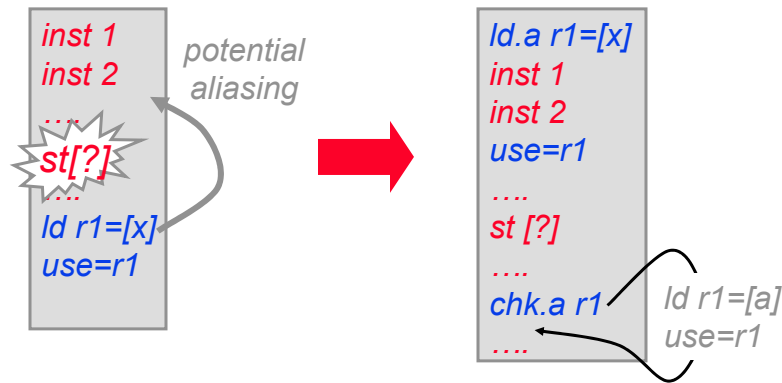 inst 1
inst 2
....
st[?]
....
ld r1=[x]
use=r1
potential
aliasing
ld.a r1=[x]
inst 1
inst 2
use=r1
....
st [?]
....
chk.a r1
....
ld r1=[a]
use=r1